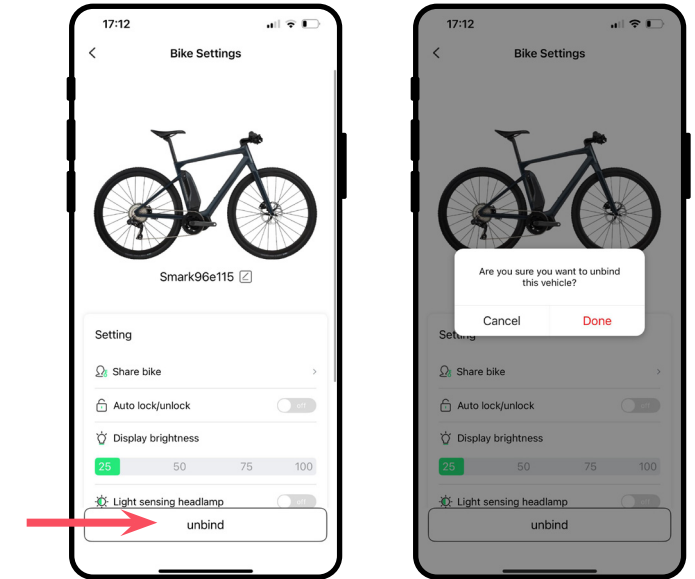 17:12
Bike Settings
Smark96e115
Setting
Share bike
Auto lock/unlock
off
Display brightness
25 50 75 100
Light sensing headlamp
off
unbind
17:12
Bike Settings
Are you sure you want to unbind
this vehicle?
Cancel Done
Setting
Share bike
Auto lock/unlock
off
Display brightness
25 50 75 100
Light sensing headlamp
off
unbind